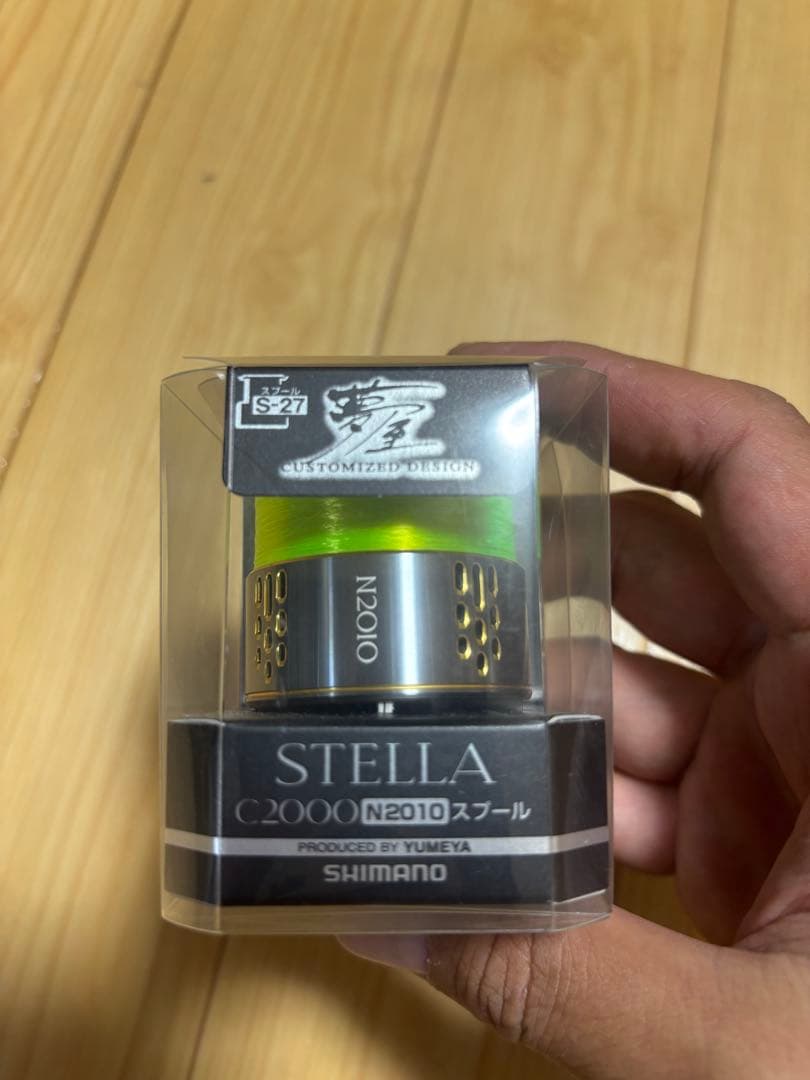 スプール
S-27
夢屋
CUSTOMIZED DESIGN
N2010
STELLA
C2000 N2010 スプール
PRODUCED BY YUMEYA
SHIMANO